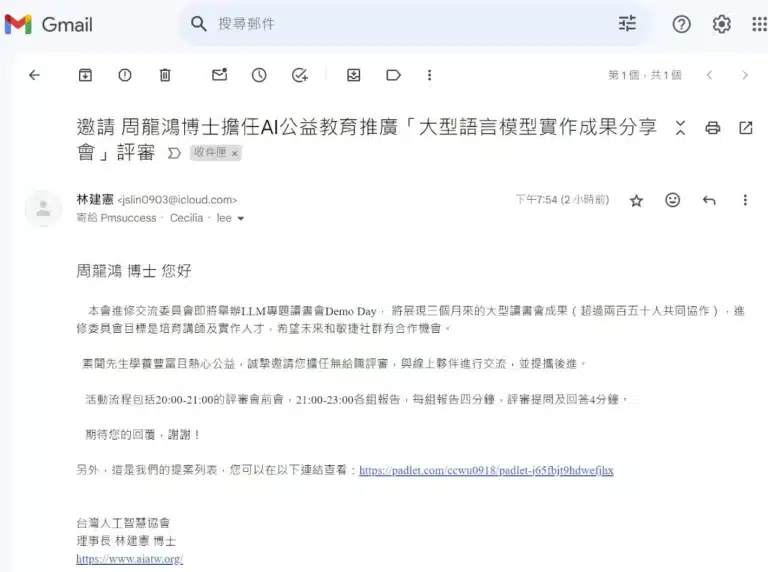 Gmail
搜尋郵件
第 1 個，共 1 個
邀請 周龍鴻博士擔任AI公益教育推廣「大型語言模型實作成果分享
會」評審
收件匣 ×
林建憲 <jslin0903@icloud.com>
下午7:54 (2 小時前)
寄給 Pmsuccess、Cecilia、lee
周龍鴻 博士 您好
本會進修交流委員會即將舉辦LLM專題讀書會Demo Day， 將展現三個月來的大型讀書會成果（超過兩百五十人共同協作），進
修委員會目標是培育講師及實作人才，希望未來和敏捷社群有合作機會。
素聞先生學養豐富且熱心公益，誠摯邀請您擔任無給職評審，與線上夥伴進行交流，並提攜後進。
活動流程包括20:00-21:00的評審會前會，21:00-23:00各組報告，每組報告四分鐘，評審提問及回答4分鐘，
期待您的回覆，謝謝！
另外，這是我們的提案列表，您可以在以下連結查看：https://padlet.com/ccwu0918/padlet-j65fbjt9hdwefjhx
台灣人工智慧協會
理事長 林建憲 博士
https://www.aiatw.org/